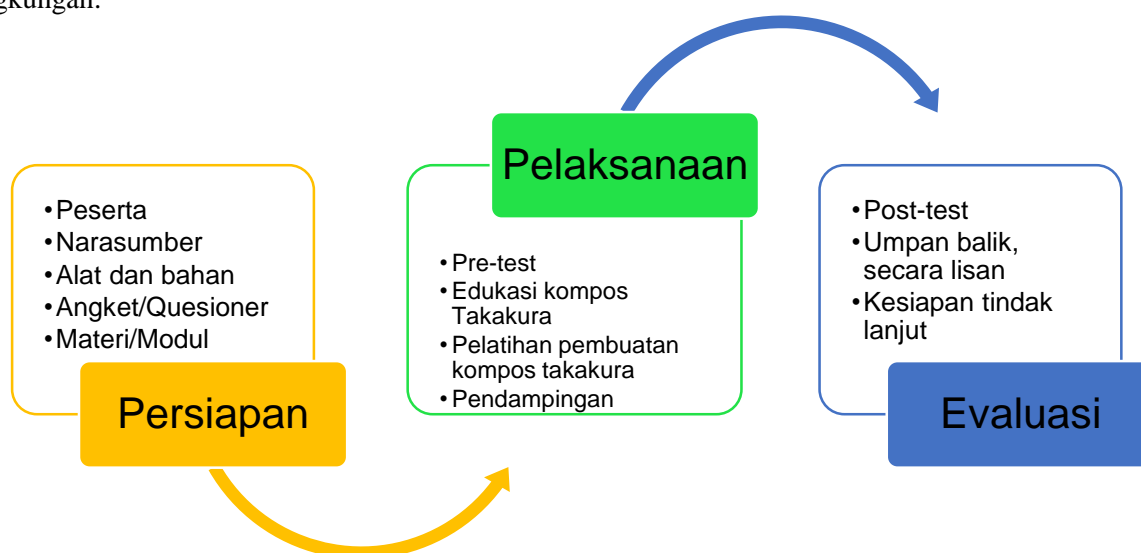 Persiapan
•Peserta
•Narasumber
•Alat dan bahan
•Angket/Quesioner
•Materi/Modul
Pelaksanaan
•Pre-test
•Edukasi kompos
Takakura
•Pelatihan pembuatan
kompos takakura
•Pendampingan
Evaluasi
•Post-test
•Umpan balik,
secara lisan
•Kesiapan tindak
lanjut